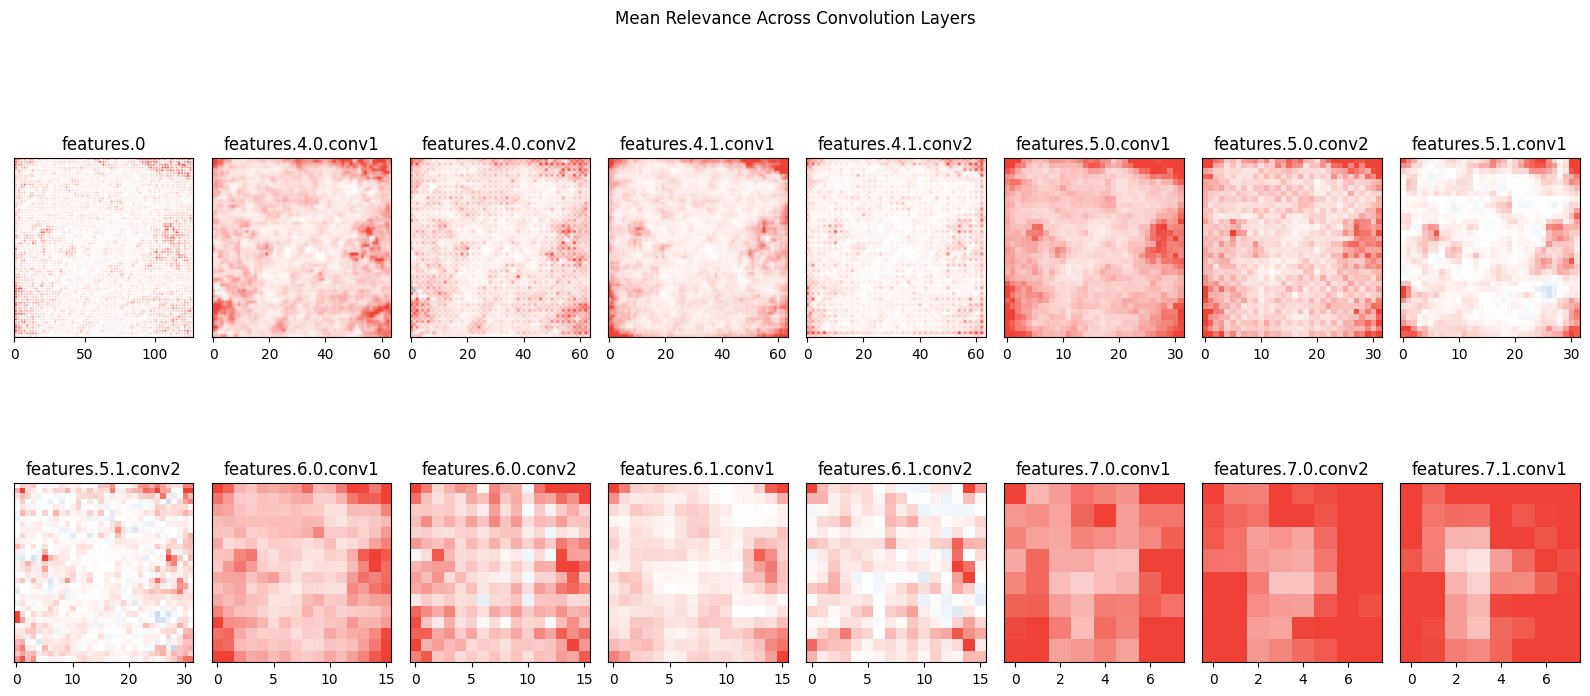 Mean Relevance Across Convolution Layers
features.0 features.4.0.conv1 features.4.0.conv2 features.4.1.conv1 features.4.1.conv2 features.5.0.conv1 features.5.0.conv2 features.5.1.conv1
0 50 100 0 20 40 60 0 20 40 60 0 20 40 60 0 20 40 60 0 10 20 30 0 10 20 30 0 10 20 30
features.5.1.conv2 features.6.0.conv1 features.6.0.conv2 features.6.1.conv1 features.6.1.conv2 features.7.0.conv1 features.7.0.conv2 features.7.1.conv1
0 10 20 30 0 5 10 15 0 5 10 15 0 5 10 15 0 5 10 15 0 2 4 6 0 2 4 6 0 2 4 6